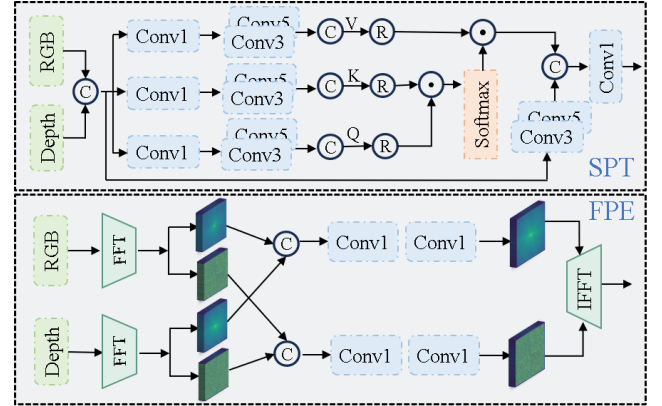 RGB
Depth
C
Conv1
Conv5
Conv3
C
V
R
Conv1
Conv5
Conv3
C
K
R
Conv1
Conv5
Conv3
C
Q
R
Softmax
C
Conv1
Conv5
Conv3
SPT
FPE
RGB
FFT
C
Conv1
Conv1
Depth
FFT
C
Conv1
Conv1
IFFT